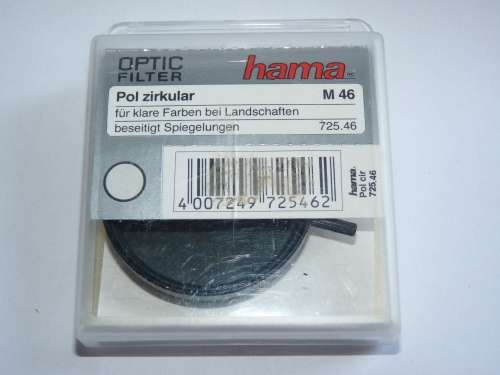 OPTIC
FILTER
hama
Pol zirkular M 46
für klare Farben bei Landschaften
beseitigt Spiegelungen 725.46
4 007249 725462
hama.
Pol cir
725.46